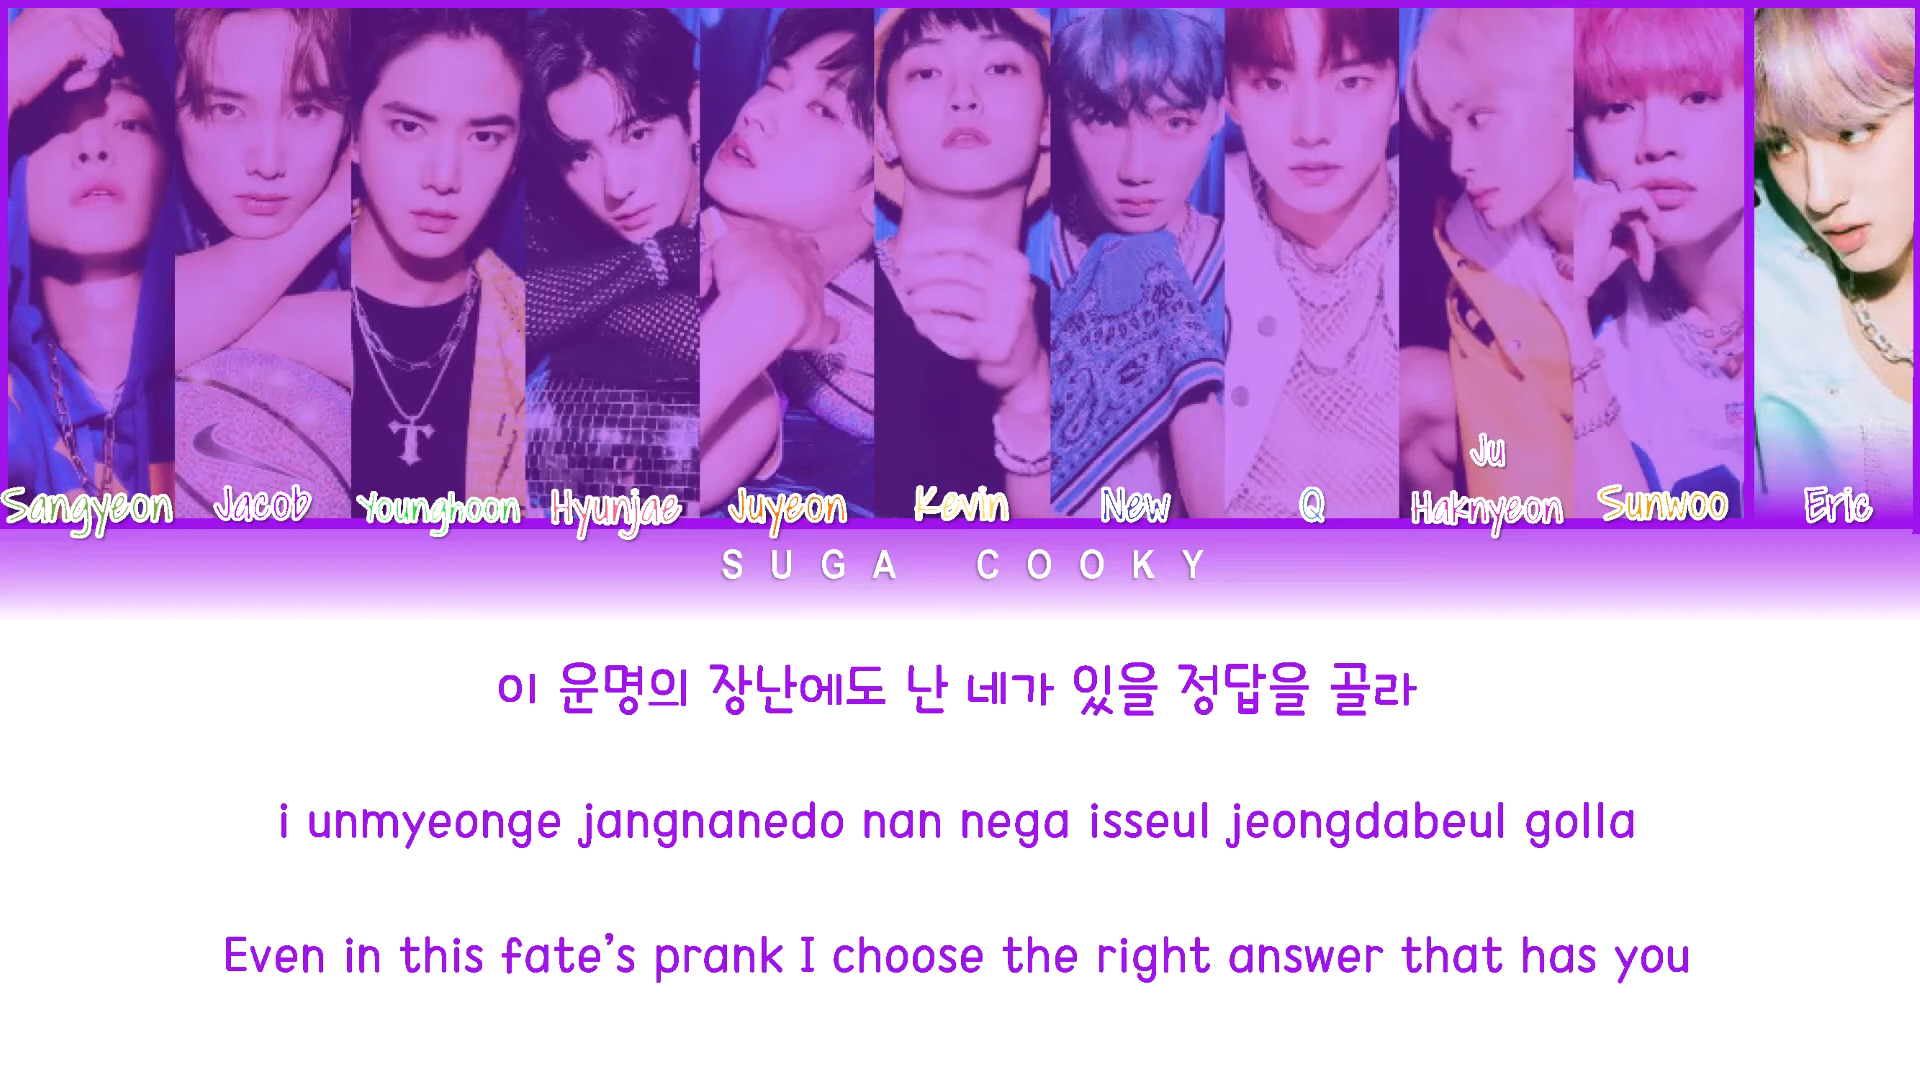 Sangyeon Jacob Younghoon Hyunjae Juyeon Kevin New Q Ju Haknyeon Sunwoo Eric
T
SUGA COOKY
이 운명의 장난에도 난 네가 있을 정답을 골라
i unmyeonge jangnanedo nan nega isseul jeongdabeul golla
Even in this fate's prank I choose the right answer that has you